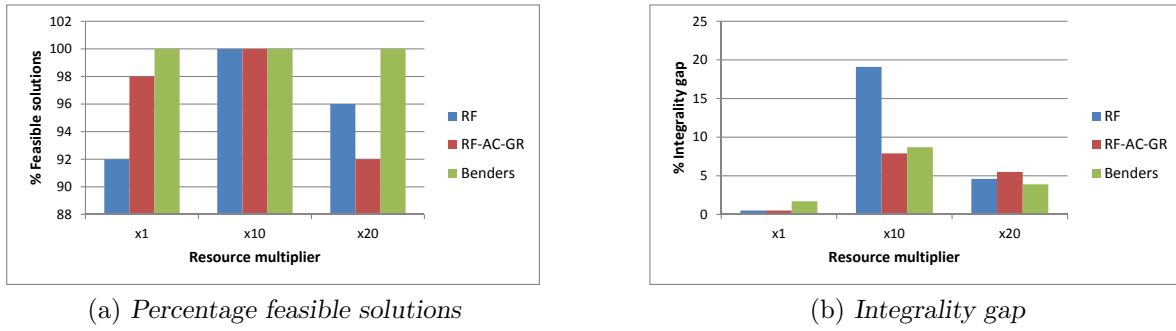 102
100
98
96
94
92
90
88
% Feasible solutions
x1 x10 x20
Resource multiplier
RF
RF-AC-GR
Benders
(a) Percentage feasible solutions
25
20
15
10
5
0
% Integrality gap
x1 x10 x20
Resource multiplier
RF
RF-AC-GR
Benders
(b) Integrality gap